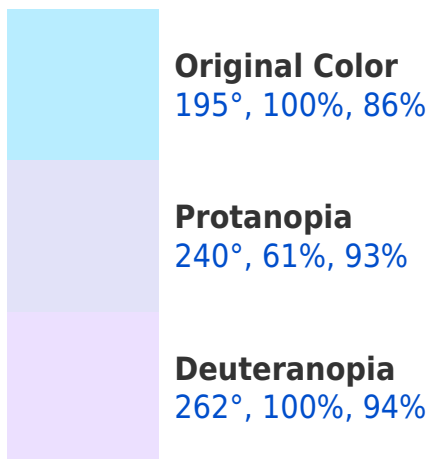 Original Color
195°, 100%, 86%
Protanopia
240°, 61%, 93%
Deuteranopia
262°, 100%, 94%